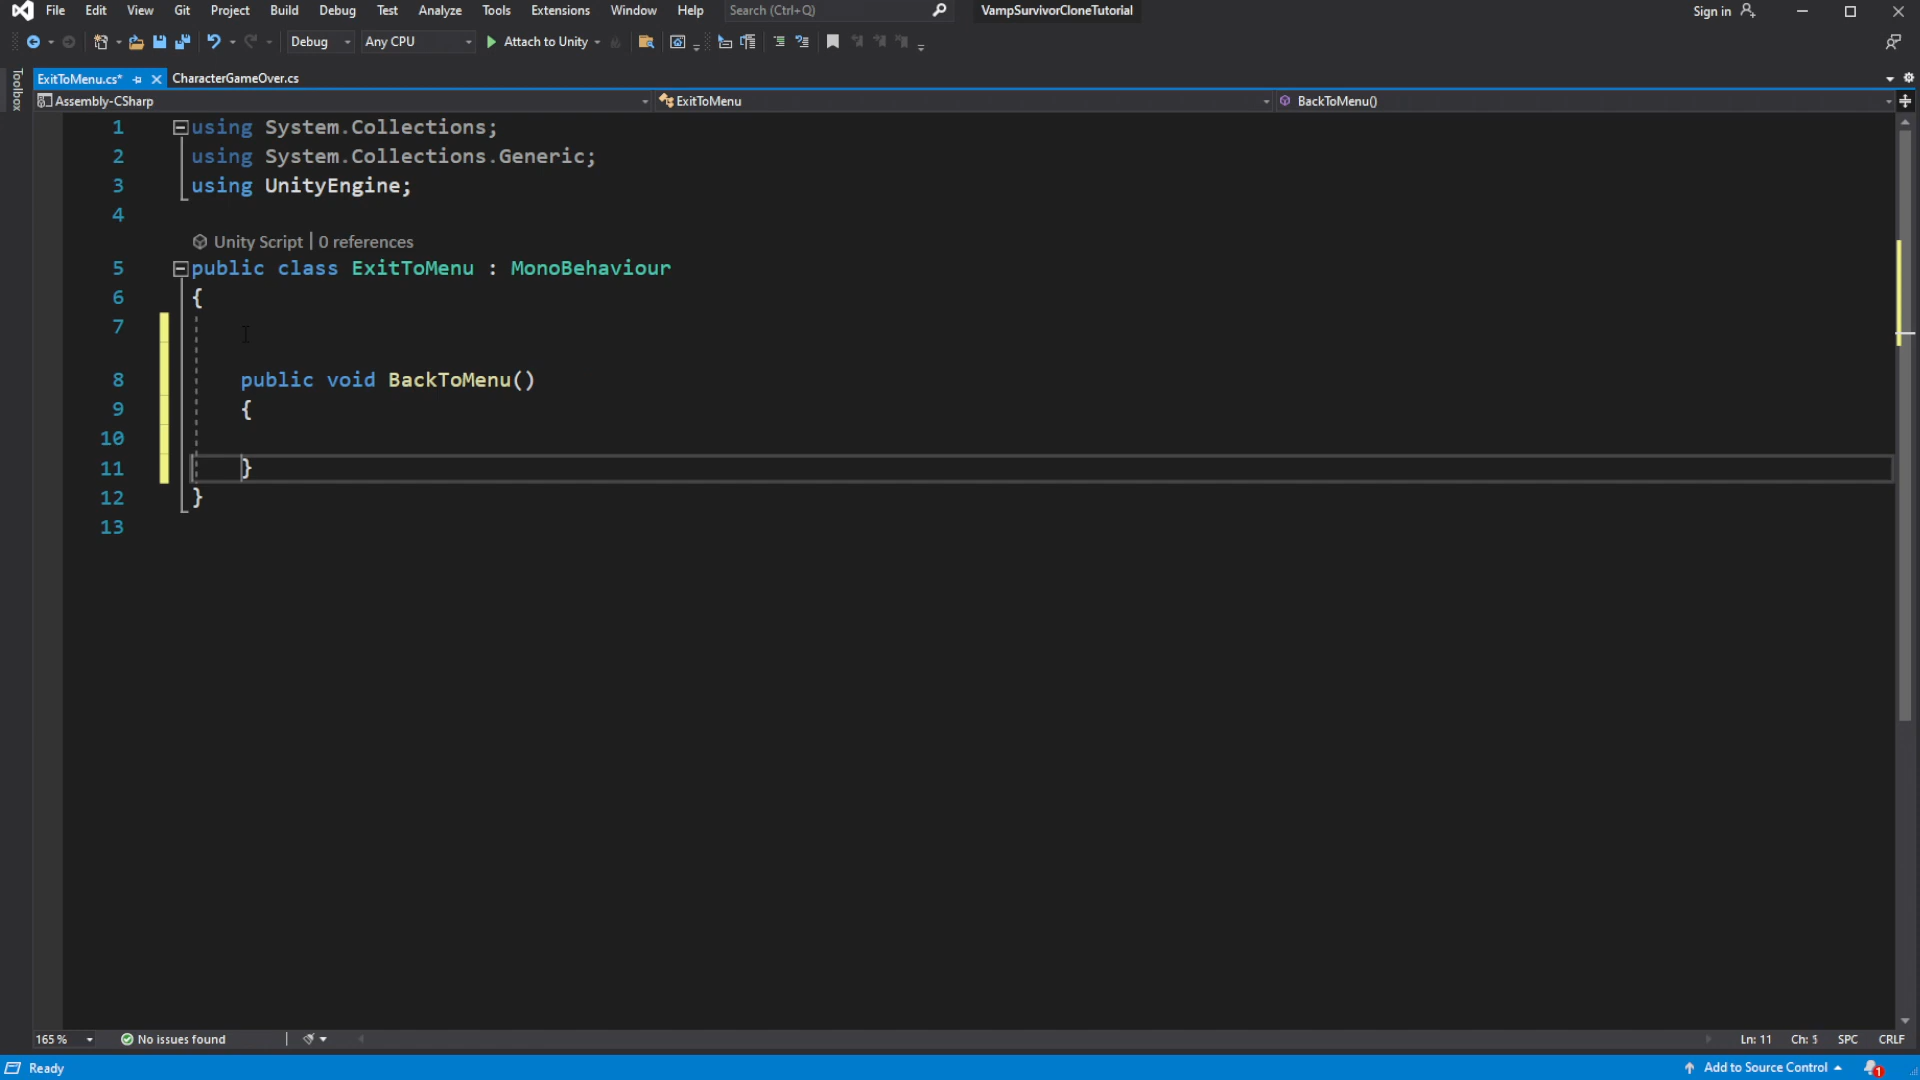 File Edit View Git Project Build Debug Test Analyze Tools Extensions Window Help Search (Ctrl+Q) VampSurvivorCloneTutorial Sign in
Debug Any CPU Attach to Unity
Toolbox
ExitToMenu.cs* CharacterGameOver.cs
Assembly-CSharp ExitToMenu BackToMenu()
1 using System.Collections;
2 using System.Collections.Generic;
3 using UnityEngine;
4
Unity Script | 0 references
5 public class ExitToMenu : MonoBehaviour
6 {
7
8 public void BackToMenu()
9 {
10
11 }
12 }
13
165 % No issues found Ln: 11 Ch: 5 SPC CRLF
Ready Add to Source Control 1